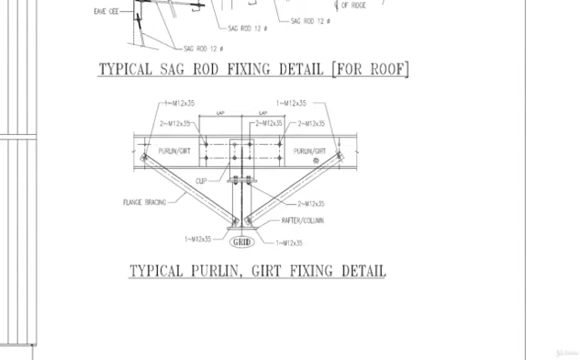 EAVE CEE
OF RIDGE
SAG ROD 12 ø
SAG ROD 12 ø
SAG ROD 12 ø
TYPICAL SAG ROD FIXING DETAIL [FOR ROOF]
1~M12x35
1~M12x35
LAP
LAP
2~M12x35
2~M12x35
2~M12x35
PURLIN/GIRT
PURLIN/GIRT
CLIP
FLANGE BRACING
2~M12x35
RAFTER/COLUMN
1~M12x35
GRID
1~M12x35
TYPICAL PURLIN, GIRT FIXING DETAIL